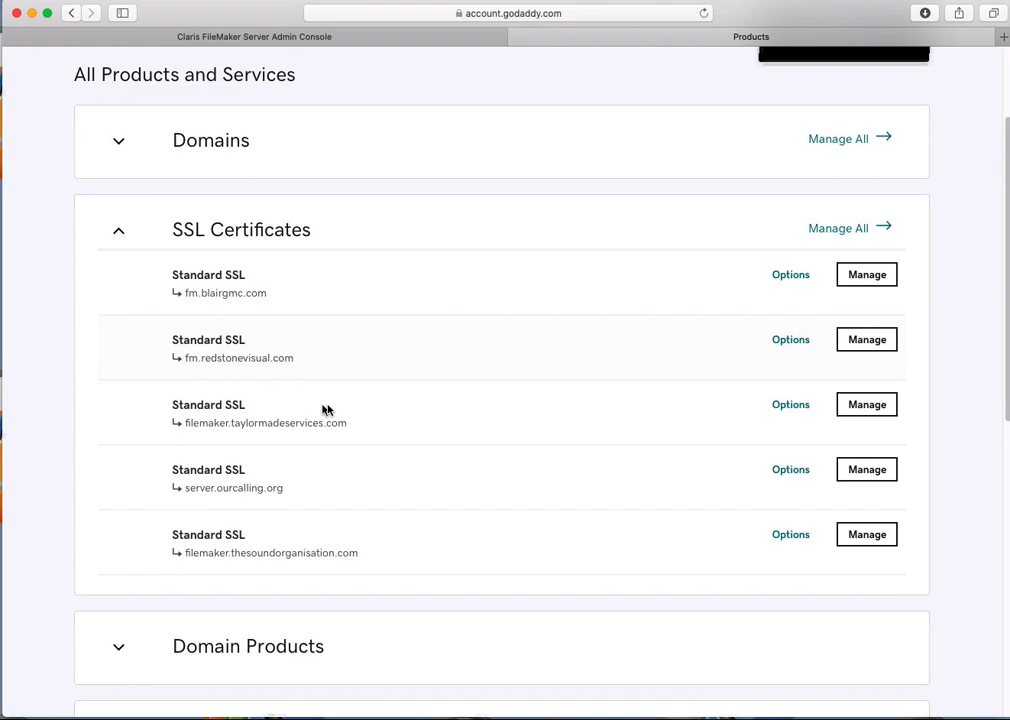 account.godaddy.com
Claris FileMaker Server Admin Console
Products
All Products and Services
Domains
Manage All
SSL Certificates
Manage All
Standard SSL
Options
Manage
fm.blairgmc.com
Standard SSL
Options
Manage
fm.redstonevisual.com
Standard SSL
Options
Manage
filemaker.taylormadeservices.com
Standard SSL
Options
Manage
server.ourcalling.org
Standard SSL
Options
Manage
filemaker.thesoundorganisation.com
Domain Products